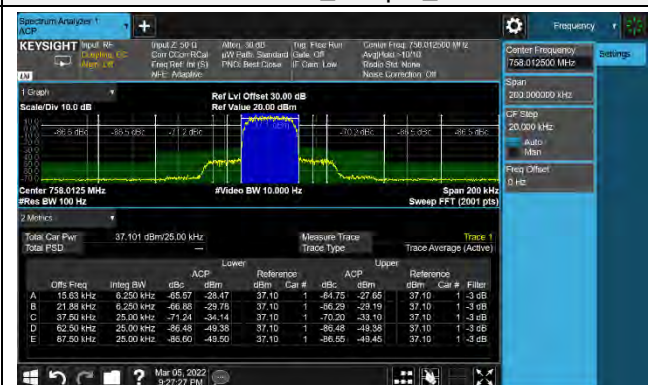 Spectrum Analyzer 1
ACP
+
Frequency
KEYSIGHT
Input: RF
Coupling: DC
Align: Off
Input Z: 50 Ω
Corr CCorr RCal
Freq Ref: Int (S)
NFE: Adaptive
Atten: 30 dB
µW Path: Standard
PNO: Best Close
Trig: Free Run
Gate: Off
IF Gain: Low
Center Freq: 758.012500 MHz
Avg|Hold:>10/10
Radio Std: None
Noise Correction: Off
Center Frequency
758.012500 MHz
Settings
Span
200.000000 kHz
CF Step
20.000 kHz
Auto
Man
Freq Offset
0 Hz
1 Graph
Scale/Div 10.0 dB
Ref Lvl Offset 30.00 dB
Ref Value 20.00 dBm
-86.5 dBc
-86.5 dBc
-71.2 dBc
-70.2 dBc
-86.5 dBc
-86.5 dBc
Center 758.0125 MHz
#Res BW 100 Hz
#Video BW 10.000 Hz
Span 200 kHz
Sweep FFT (2001 pts)
2 Metrics
Total Car Pwr 37.101 dBm/25.00 kHz
Total PSD ---
Measure Trace Trace 1
Trace Type Trace Average (Active)
Lower Upper
ACP Reference ACP Reference
Offs Freq Integ BW dBc dBm dBm Car # dBc dBm dBm Car # Filter
A 15.63 kHz 6.250 kHz -65.57 -28.47 37.10 1 -64.75 -27.65 37.10 1 -3 dB
B 21.88 kHz 6.250 kHz -66.88 -29.78 37.10 1 -66.29 -29.19 37.10 1 -3 dB
C 37.50 kHz 25.00 kHz -71.24 -34.14 37.10 1 -70.20 -33.10 37.10 1 -3 dB
D 62.50 kHz 25.00 kHz -86.48 -49.38 37.10 1 -86.48 -49.38 37.10 1 -3 dB
E 87.50 kHz 25.00 kHz -86.60 -49.50 37.10 1 -86.55 -49.45 37.10 1 -3 dB
?
Mar 05, 2022
9:27:27 PM